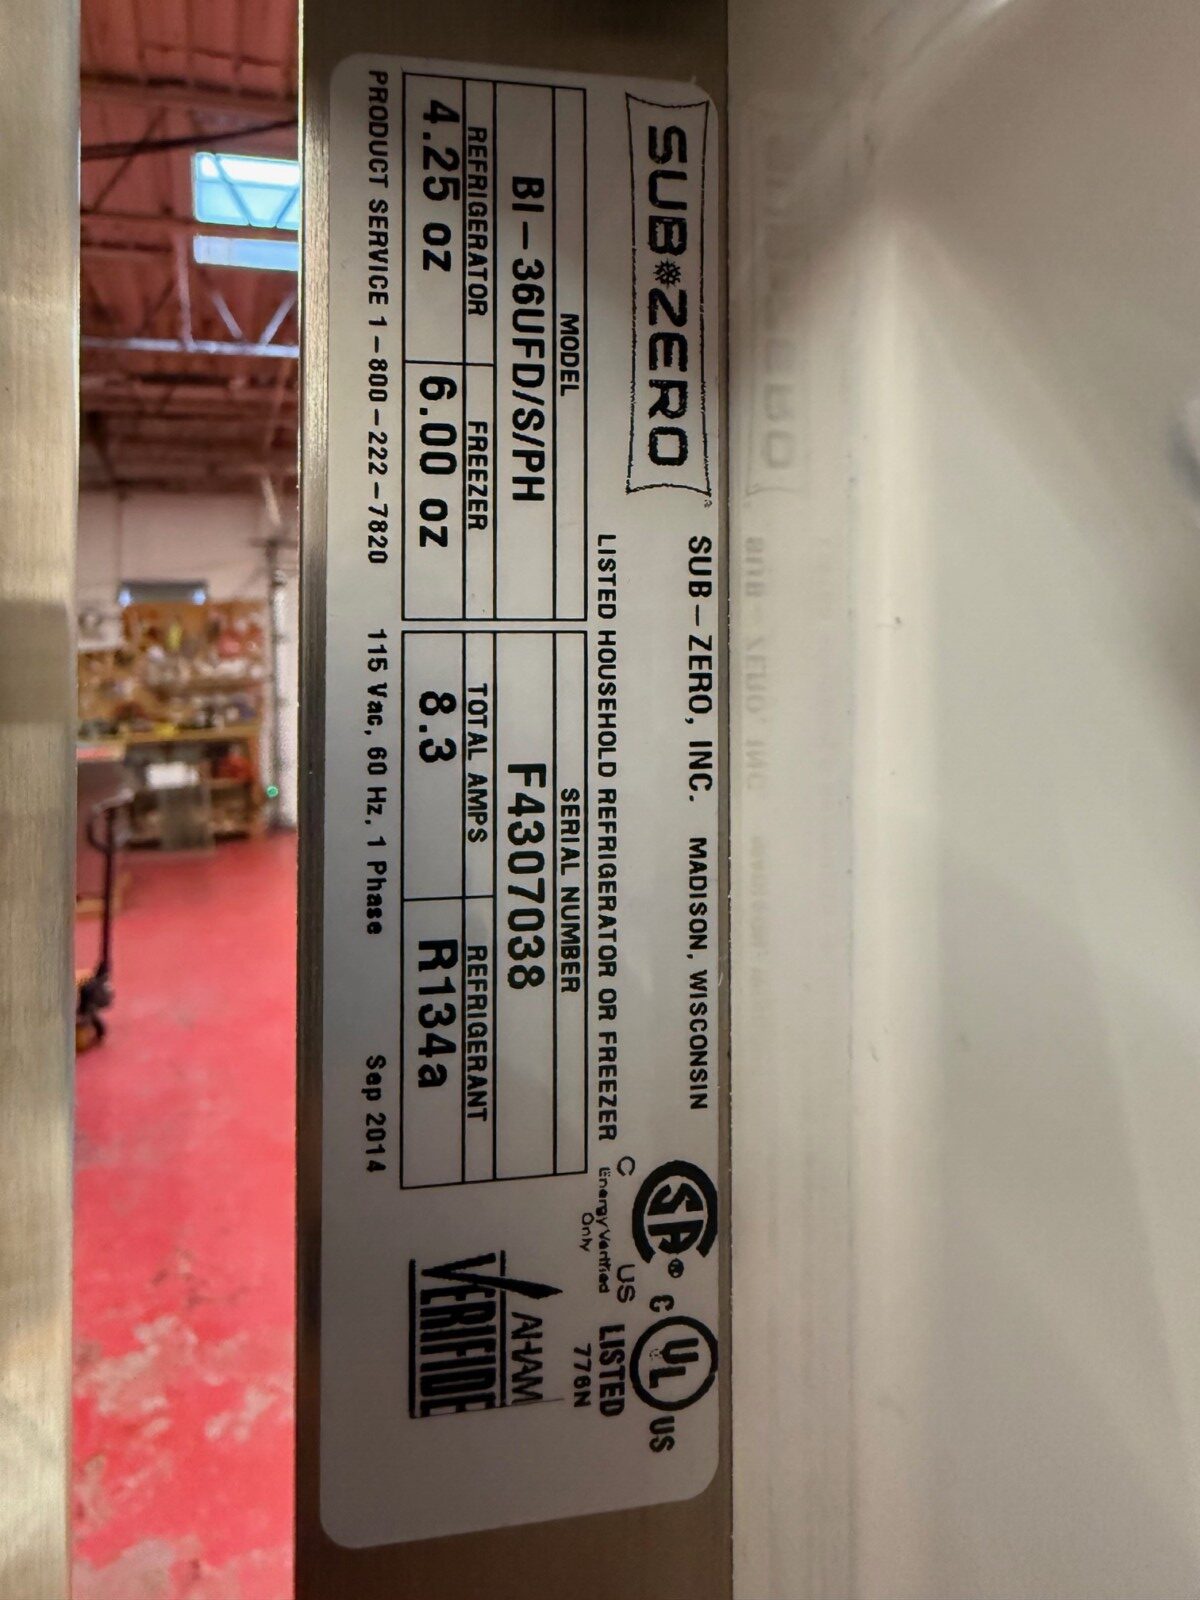 SUB ZERO
SUB-ZERO, INC. MADISON, WISCONSIN
LISTED HOUSEHOLD REFRIGERATOR OR FREEZER
MODEL
BI-36UFD/S/PH
SERIAL NUMBER
F4307038
REFRIGERATOR
4.25 oz
FREEZER
6.00 oz
TOTAL AMPS
8.3
REFRIGERANT
R134a
PRODUCT SERVICE 1-800-222-7820 115 Vac, 60 Hz, 1 Phase Sep 2014
SA®
C US
Energy Verified
Only
C UL US
LISTED
776N
AHAM
VERIFIDE